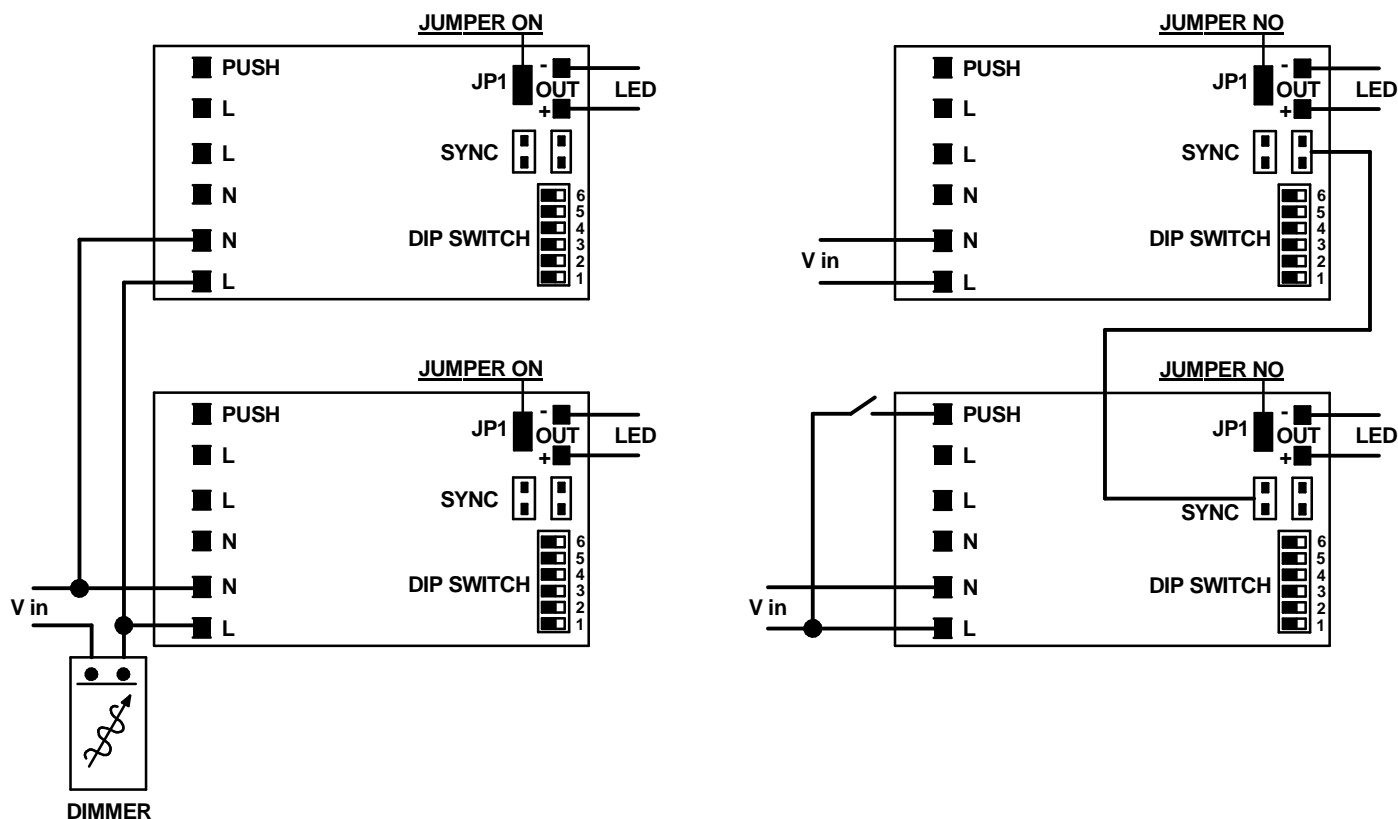 JUMPER ON
PUSH
JP1
-
OUT
+
LED
L
L
SYNC
N
N
DIP SWITCH
6
5
4
3
2
1
L
JUMPER ON
PUSH
JP1
-
OUT
+
LED
L
L
SYNC
N
N
DIP SWITCH
6
5
4
3
2
1
L
V in
DIMMER
JUMPER NO
PUSH
JP1
-
OUT
+
LED
L
L
SYNC
N
N
DIP SWITCH
6
5
4
3
2
1
L
V in
JUMPER NO
PUSH
JP1
-
OUT
+
LED
L
L
SYNC
N
N
DIP SWITCH
6
5
4
3
2
1
L
V in